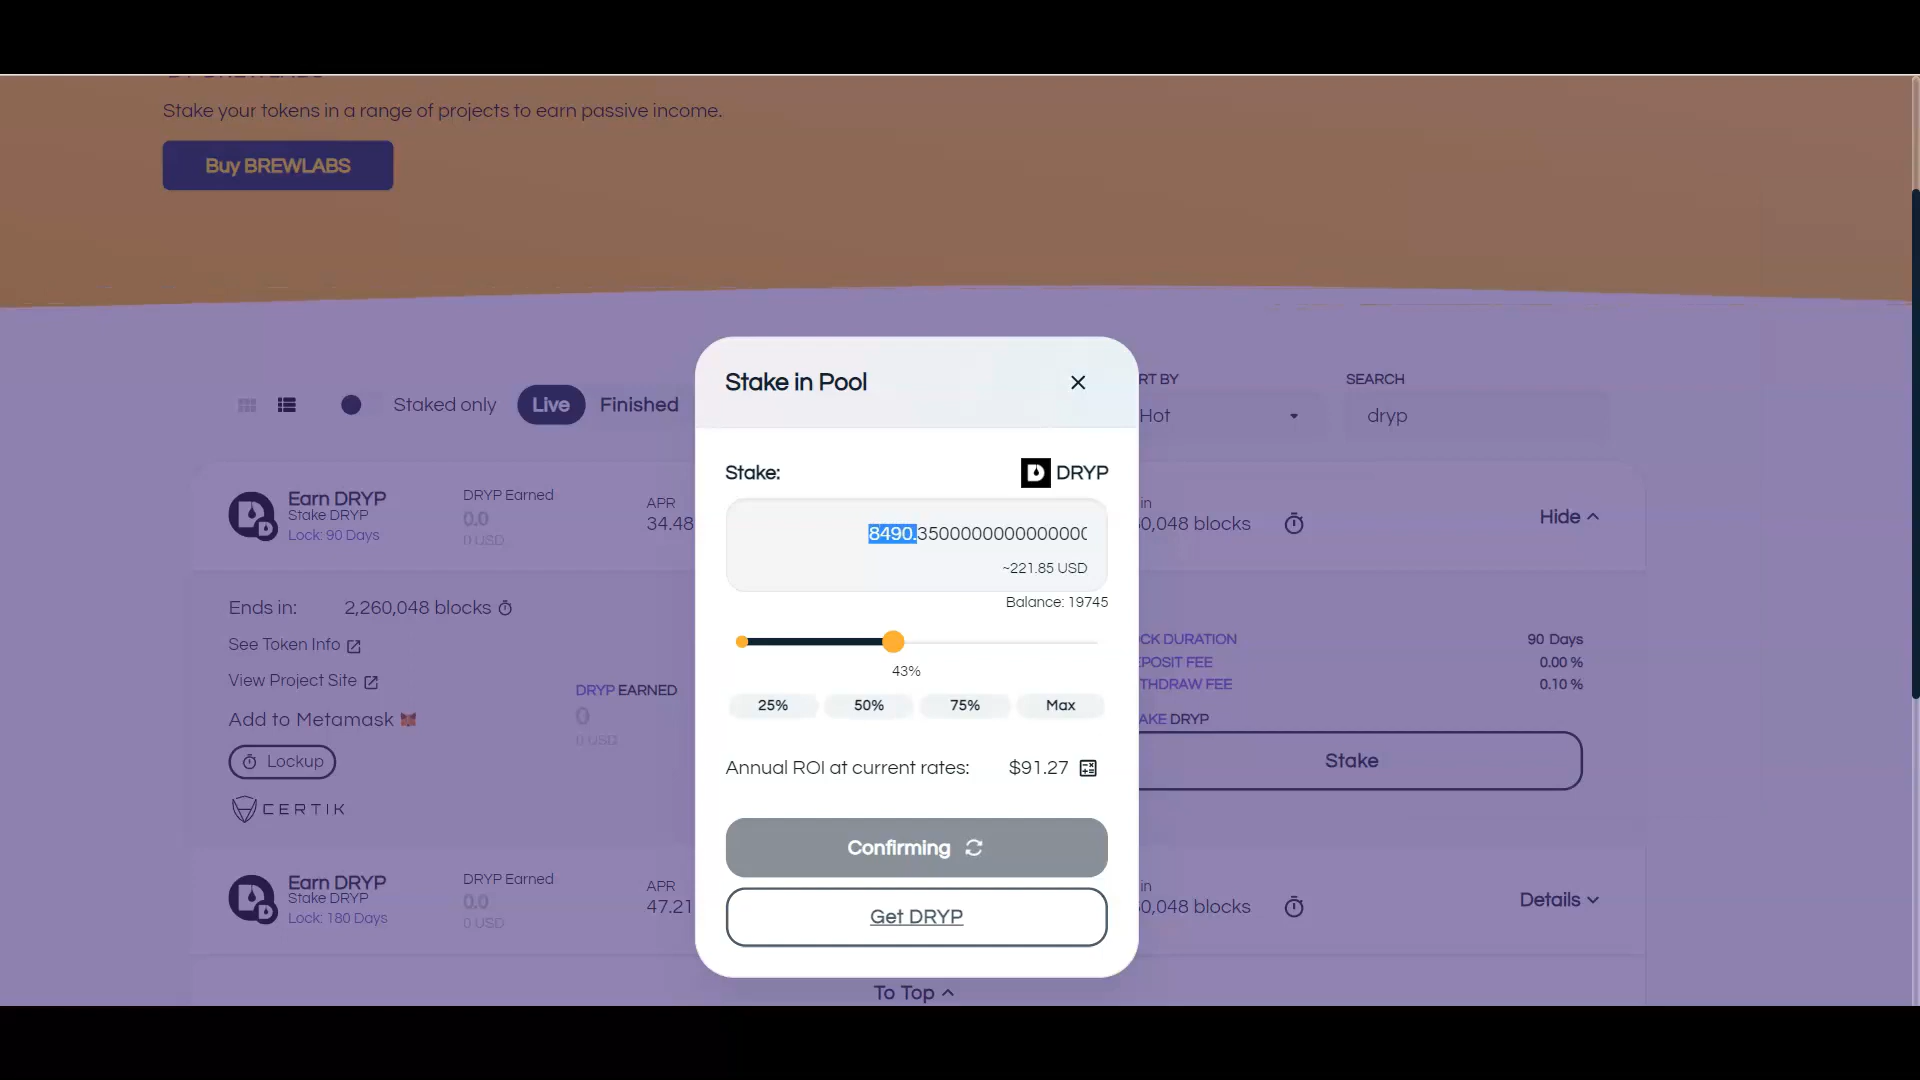 Stake your tokens in a range of projects to earn passive income.
Buy BREWLABS
Staked only
Live
Finished
RT BY
Hot
SEARCH
dryp
Earn DRYP
Stake DRYP
Lock: 90 Days
DRYP Earned
0.0
0 USD
APR
34.48
in
0,048 blocks
Hide
Ends in: 2,260,048 blocks
See Token Info
View Project Site
Add to Metamask
Lockup
CERTIK
DRYP EARNED
0
0 USD
CK DURATION 90 Days
EPOSIT FEE 0.00 %
THDRAW FEE 0.10 %
AKE DRYP
Stake
Stake in Pool
Stake: DRYP
8490.3500000000000000
~221.85 USD
Balance: 19745
43%
25% 50% 75% Max
Annual ROI at current rates: $91.27
Confirming
Get DRYP
Earn DRYP
Stake DRYP
Lock: 180 Days
DRYP Earned
0.0
0 USD
APR
47.21
in
0,048 blocks
Details
To Top